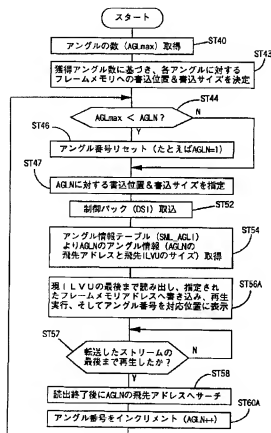 スタート
アングルの数(AGLmax)取得
ST40
獲得アングル数に基づき、各アングルに対する
フレームメモリへの書込位置&書込サイズを決定
ST43
AGLmax < AGLN?
ST44
N
Y
ST46
アングル番号リセット(たとえばAGLN=1)
ST47
AGLNに対する書込位置&書込サイズを指定
制御パック(DSI)取込
ST52
アングル情報テーブル(SML_AGLI)
よりAGLNのアングル情報(AGLNの
飛先アドレスと飛先ILVUのサイズ)取得
ST54
現ILVUの最後まで読み出し、指定され
たフレームメモリアドレスへ書き込み、再生
実行、そしてアングル番号を対応位置に表示
ST56A
ST57
転送したストリームの
最後まで再生したか?
N
Y
ST58
読出終了後にAGLNの飛先アドレスへサーチ
ST60A
アングル番号をインクリメント(AGLN++)